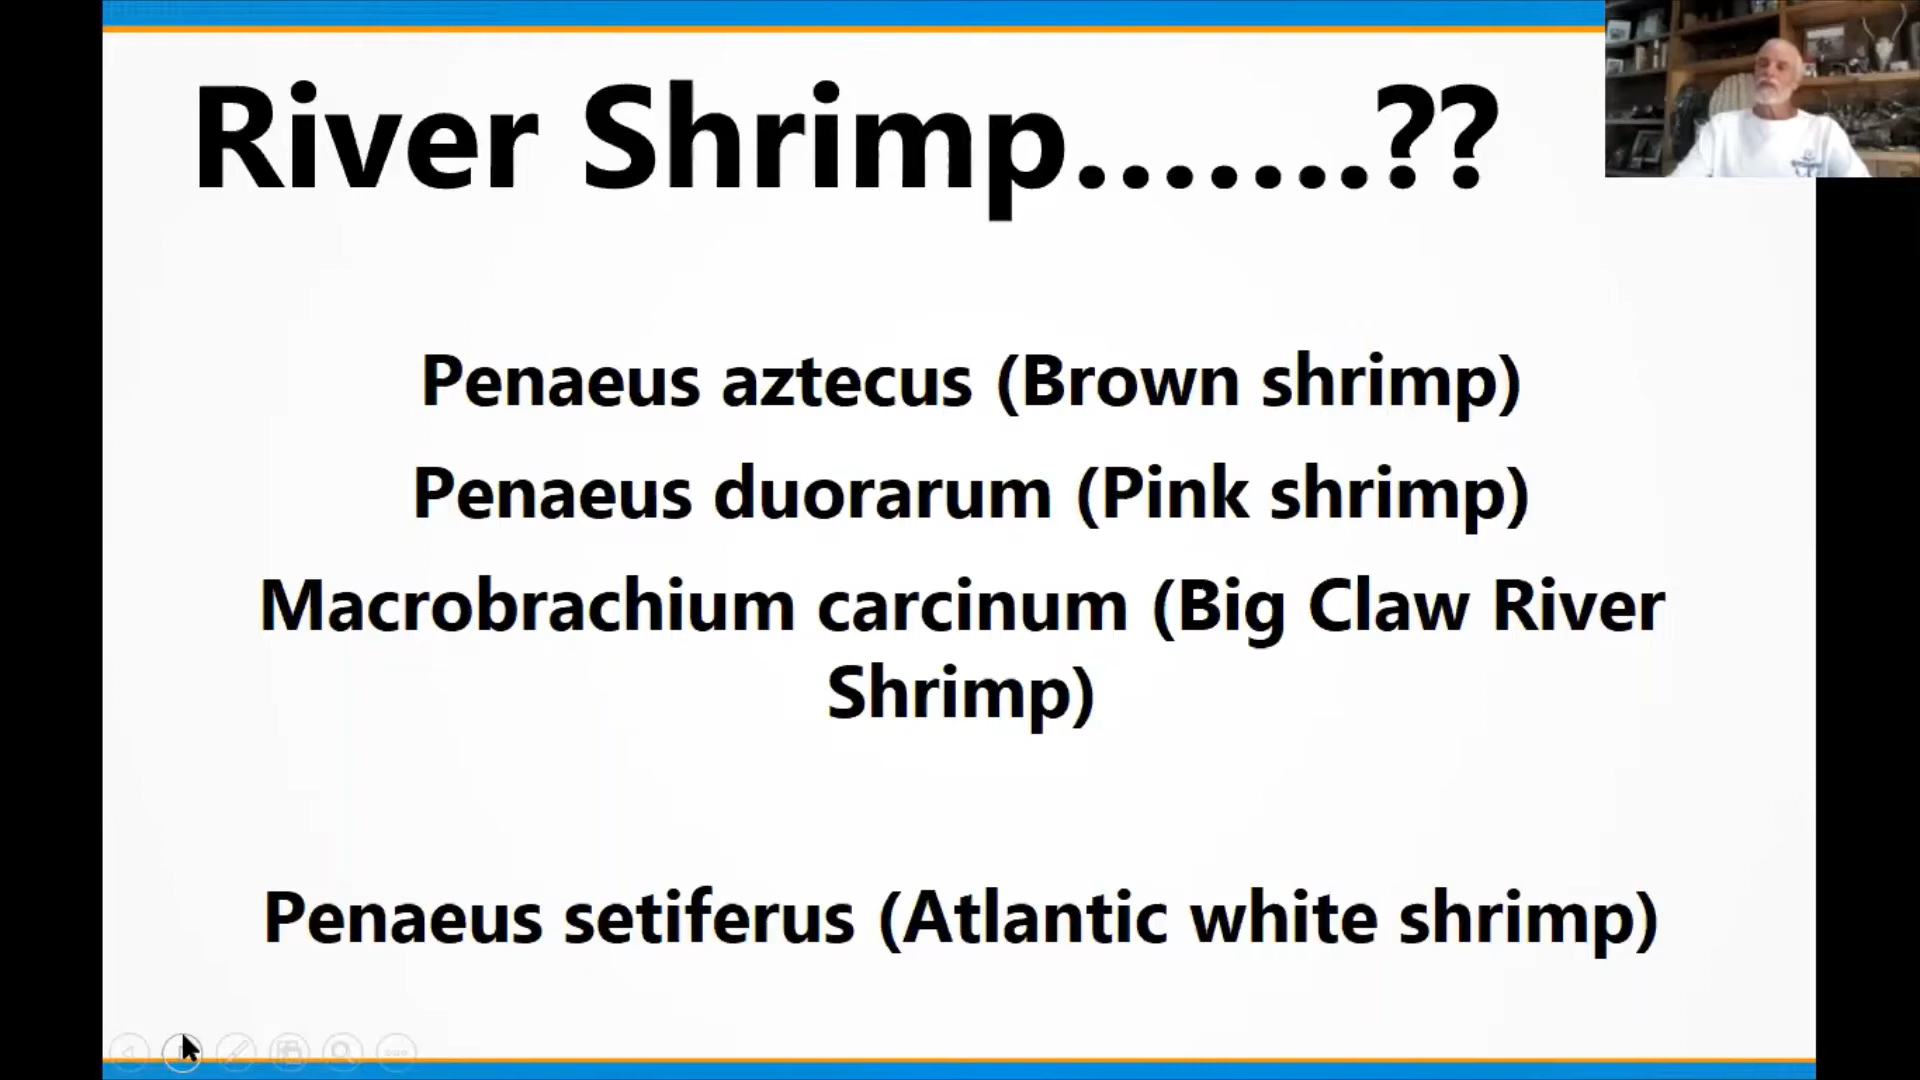 River Shrimp.......??
Penaeus aztecus (Brown shrimp)
Penaeus duorarum (Pink shrimp)
Macrobrachium carcinum (Big Claw River
Shrimp)
Penaeus setiferus (Atlantic white shrimp)